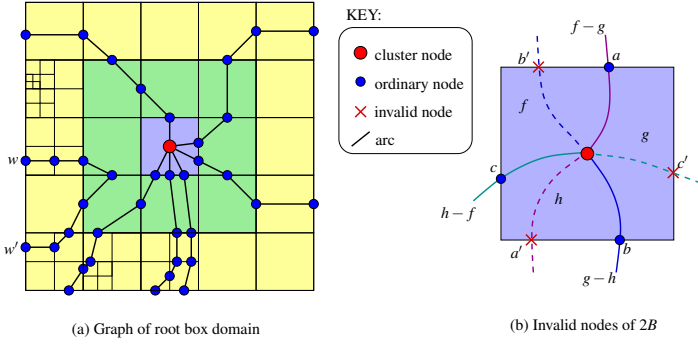 w
w′
(a) Graph of root box domain
KEY:
cluster node
ordinary node
invalid node
arc
f−g
b′
a
f
g
c
c′
h
h−f
a′
b
g−h
(b) Invalid nodes of 2B